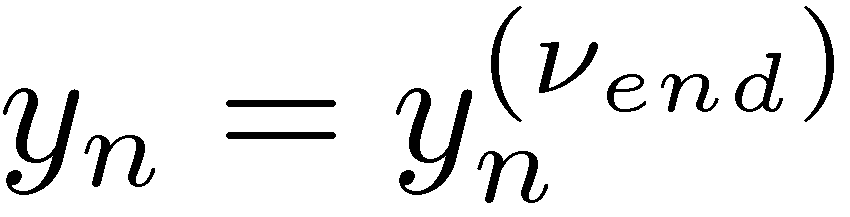 $y_n = y_n^{(\nu_{end})}$